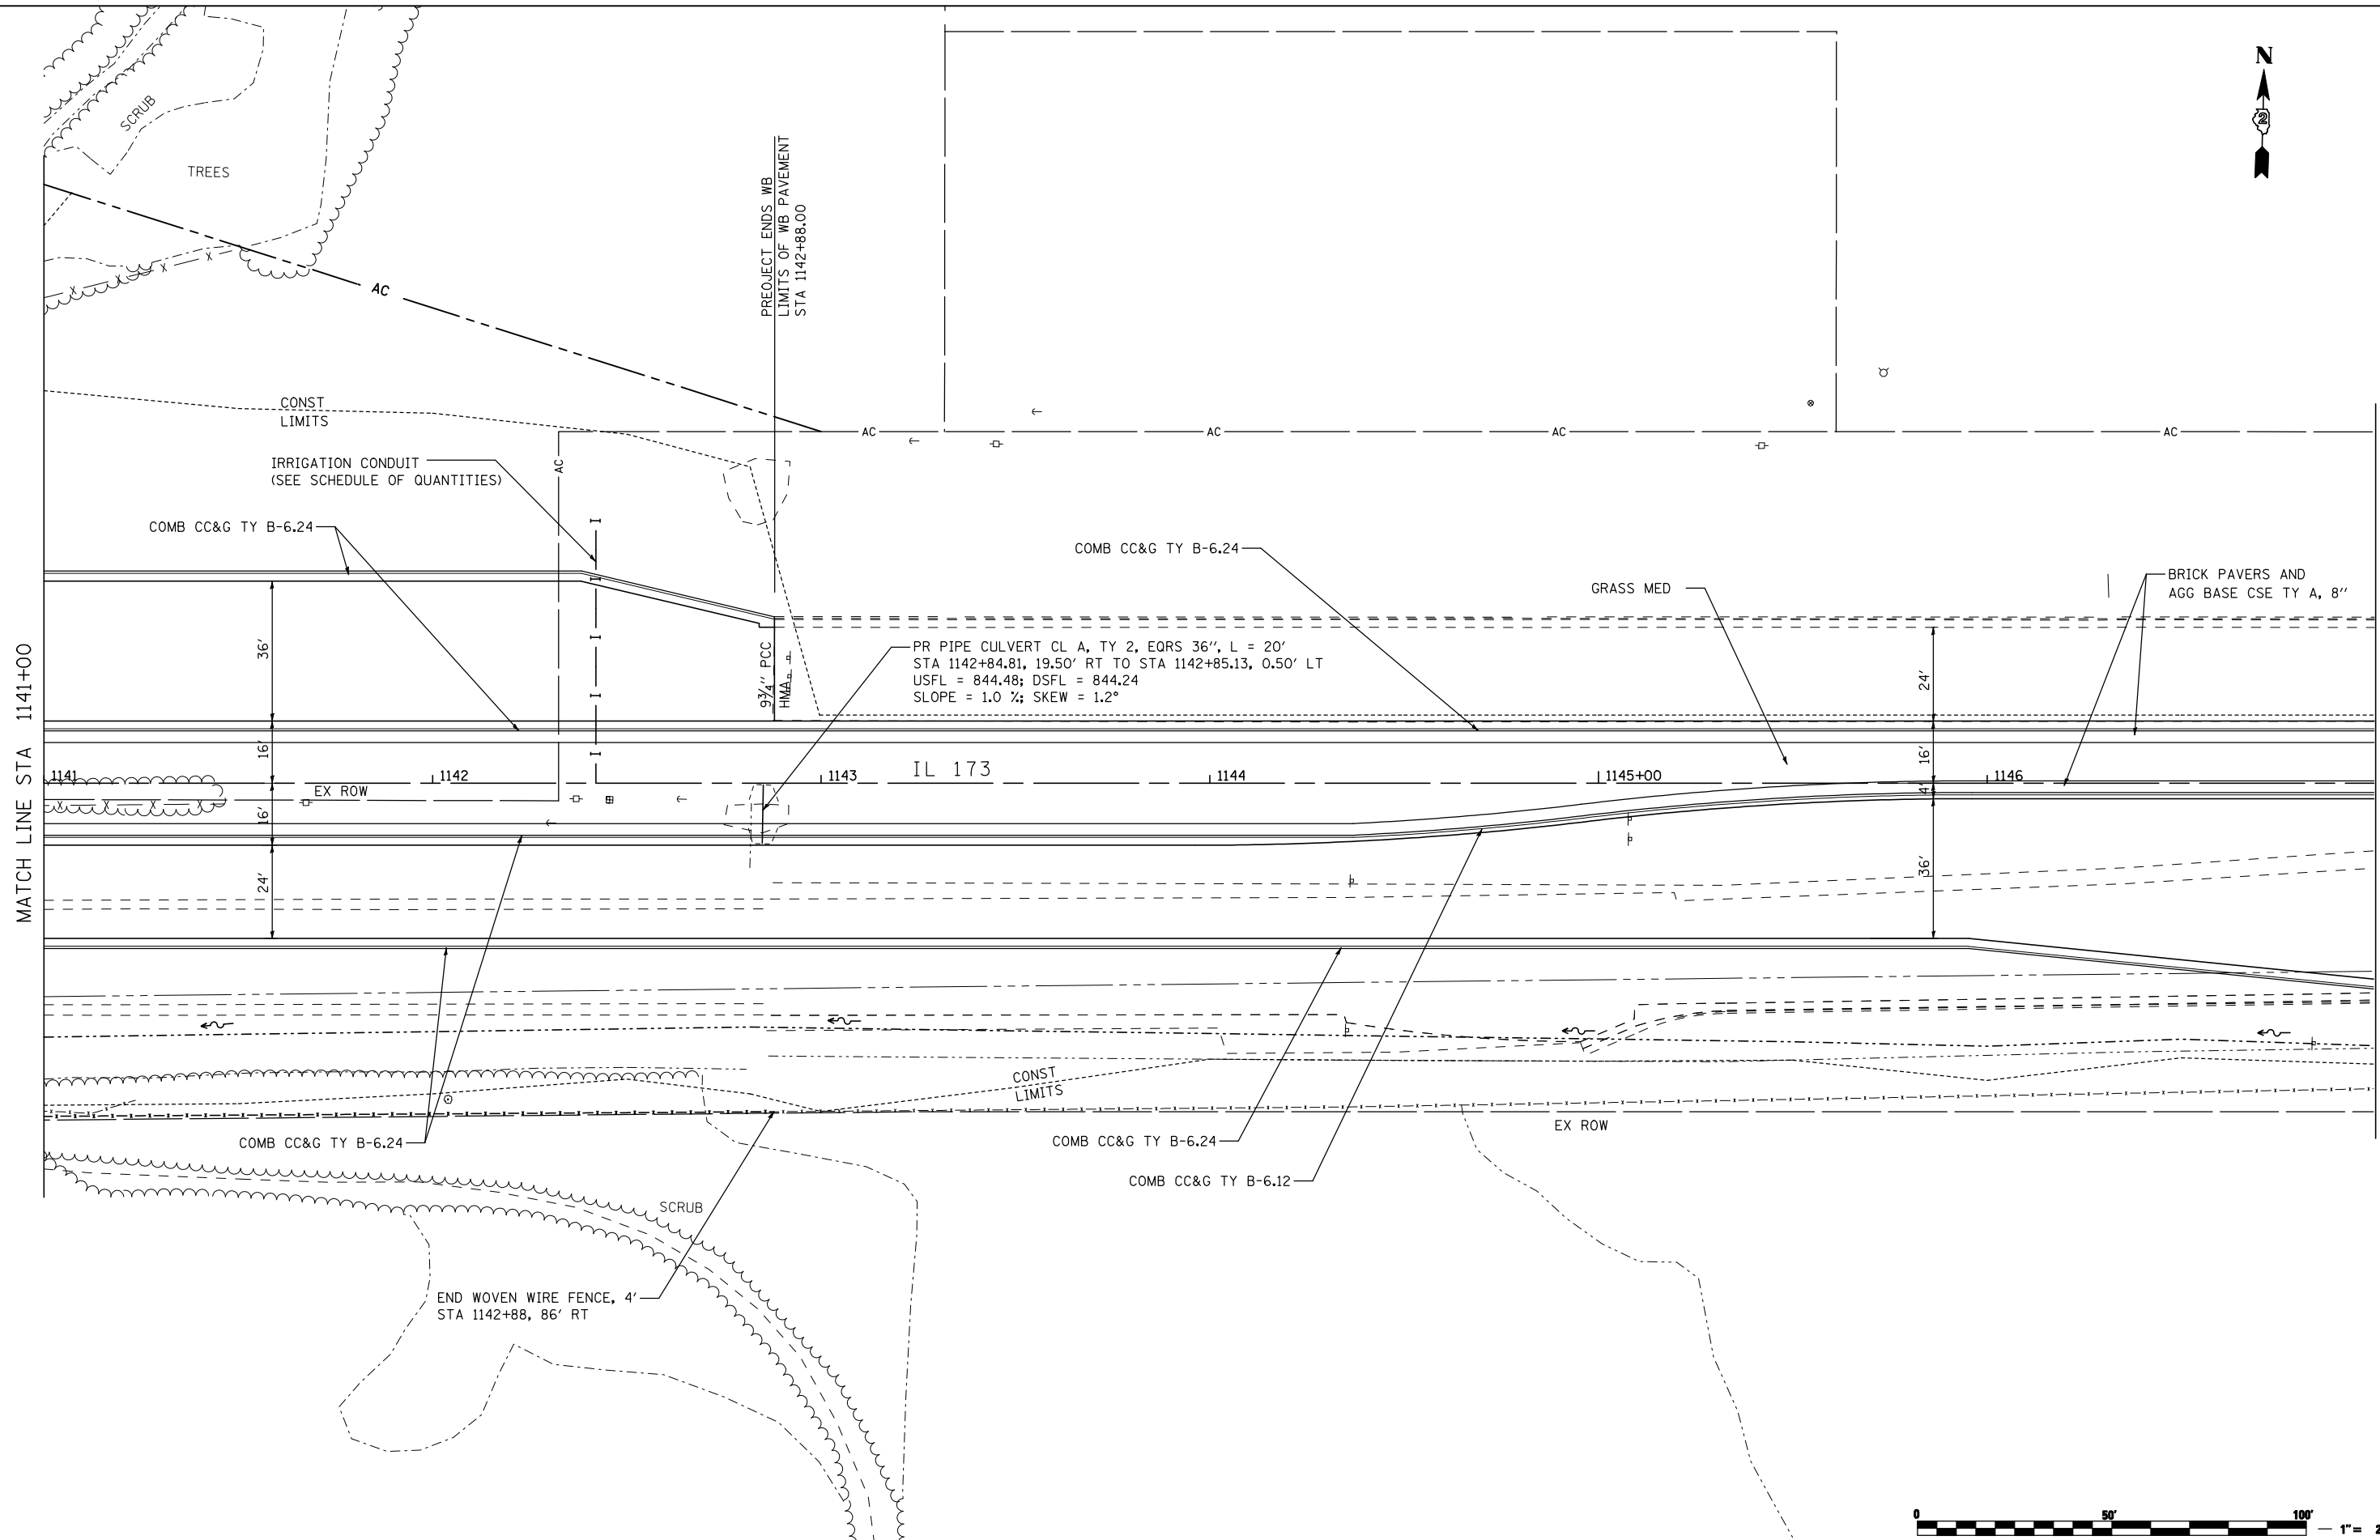 N
2
SCRUB
TREES
AC
PREOJECT ENDS WB
LIMITS OF WB PAVEMENT
STA 1142+88.00
CONST
LIMITS
AC
AC
AC
AC
AC
IRRIGATION CONDUIT
(SEE SCHEDULE OF QUANTITIES)
COMB CC&G TY B-6.24
COMB CC&G TY B-6.24
GRASS MED
BRICK PAVERS AND
AGG BASE CSE TY A, 8"
PR PIPE CULVERT CL A, TY 2, EQRS 36", L = 20'
STA 1142+84.81, 19.50' RT TO STA 1142+85.13, 0.50' LT
USFL = 844.48; DSFL = 844.24
SLOPE = 1.0 %; SKEW = 1.2°
MATCH LINE STA 1141+00
36'
9¾" PCC
HMA
24'
16'
16'
1141
1142
1143
IL 173
1144
1145+00
1146
EX ROW
16'
4'
24'
36'
CONST
LIMITS
EX ROW
COMB CC&G TY B-6.24
COMB CC&G TY B-6.24
COMB CC&G TY B-6.12
SCRUB
END WOVEN WIRE FENCE, 4'
STA 1142+88, 86' RT
0 50' 100'
1"= 2